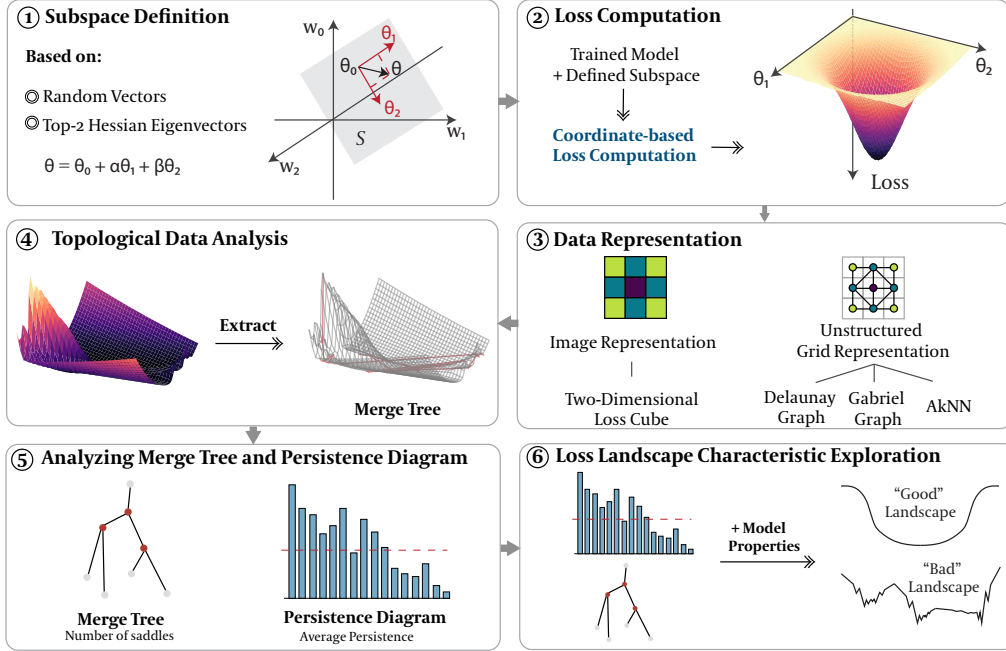 ① Subspace Definition
Based on:
Random Vectors
Top-2 Hessian Eigenvectors
θ = θ₀ + αθ₁ + βθ₂
w₀
θ₁
θ₀
θ
θ₂
S
w₁
w₂
② Loss Computation
Trained Model
+ Defined Subspace
Coordinate-based
Loss Computation
θ₁
θ₂
Loss
④ Topological Data Analysis
Extract
Merge Tree
③ Data Representation
Image Representation
Two-Dimensional
Loss Cube
Unstructured
Grid Representation
Delaunay
Graph
Gabriel
Graph
AkNN
⑤ Analyzing Merge Tree and Persistence Diagram
Merge Tree
Number of saddles
Persistence Diagram
Average Persistence
⑥ Loss Landscape Characteristic Exploration
+ Model
Properties
“Good”
Landscape
“Bad”
Landscape